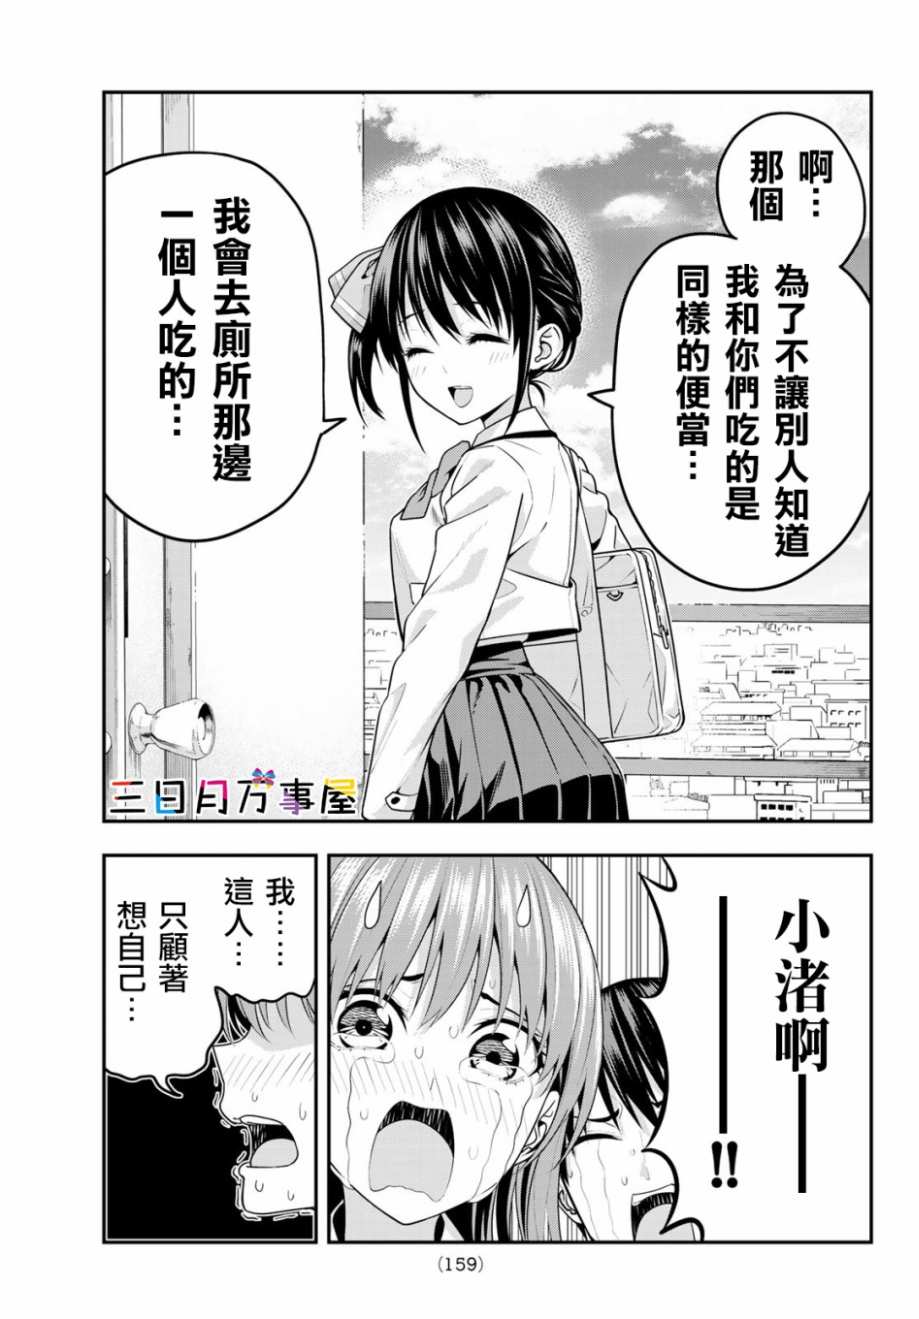 啊…
那個
為了不讓別人知道
我和你們吃的是
同樣的便當…
我會去廁所那邊
一個人吃的…
三日月万事屋
小渚啊——
——!!
我……
這人…
只顧著
想自己…
(159)